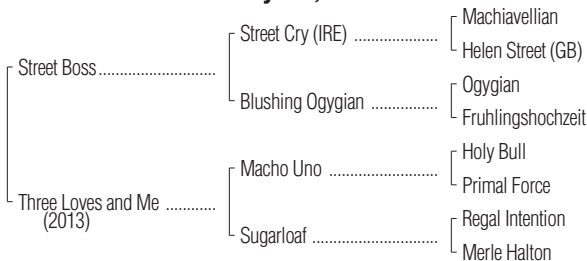 Machiavellian
Street Cry (IRE) ....................
Helen Street (GB)
Street Boss............................
Ogygian
Blushing Ogygian ................
Fruhlingshochzeit
Holy Bull
Macho Uno ..........................
Primal Force
Three Loves and Me ............
(2013)
Regal Intention
Sugarloaf ..............................
Merle Halton